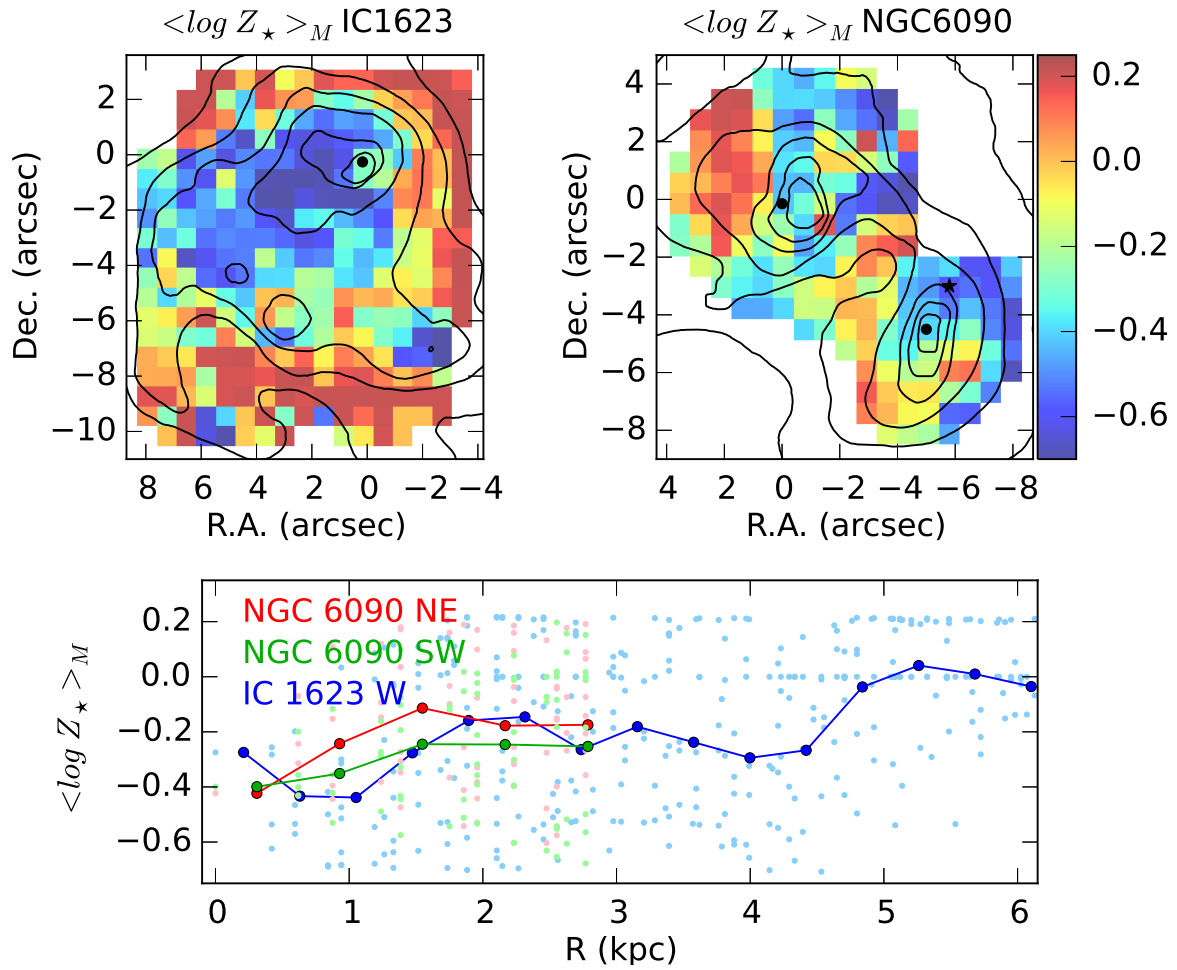 <log Z⋆ >M IC1623
<log Z⋆ >M NGC6090
2
0
−2
−4
−6
−8
−10
Dec. (arcsec)
8 6 4 2 0 −2 −4
R.A. (arcsec)
4
2
0
−2
−4
−6
−8
Dec. (arcsec)
4 2 0 −2 −4 −6 −8
R.A. (arcsec)
0.2
0.0
−0.2
−0.4
−0.6
NGC 6090 NE
NGC 6090 SW
IC 1623 W
0.2
0.0
−0.2
−0.4
−0.6
<log Z⋆ >M
0 1 2 3 4 5 6
R (kpc)